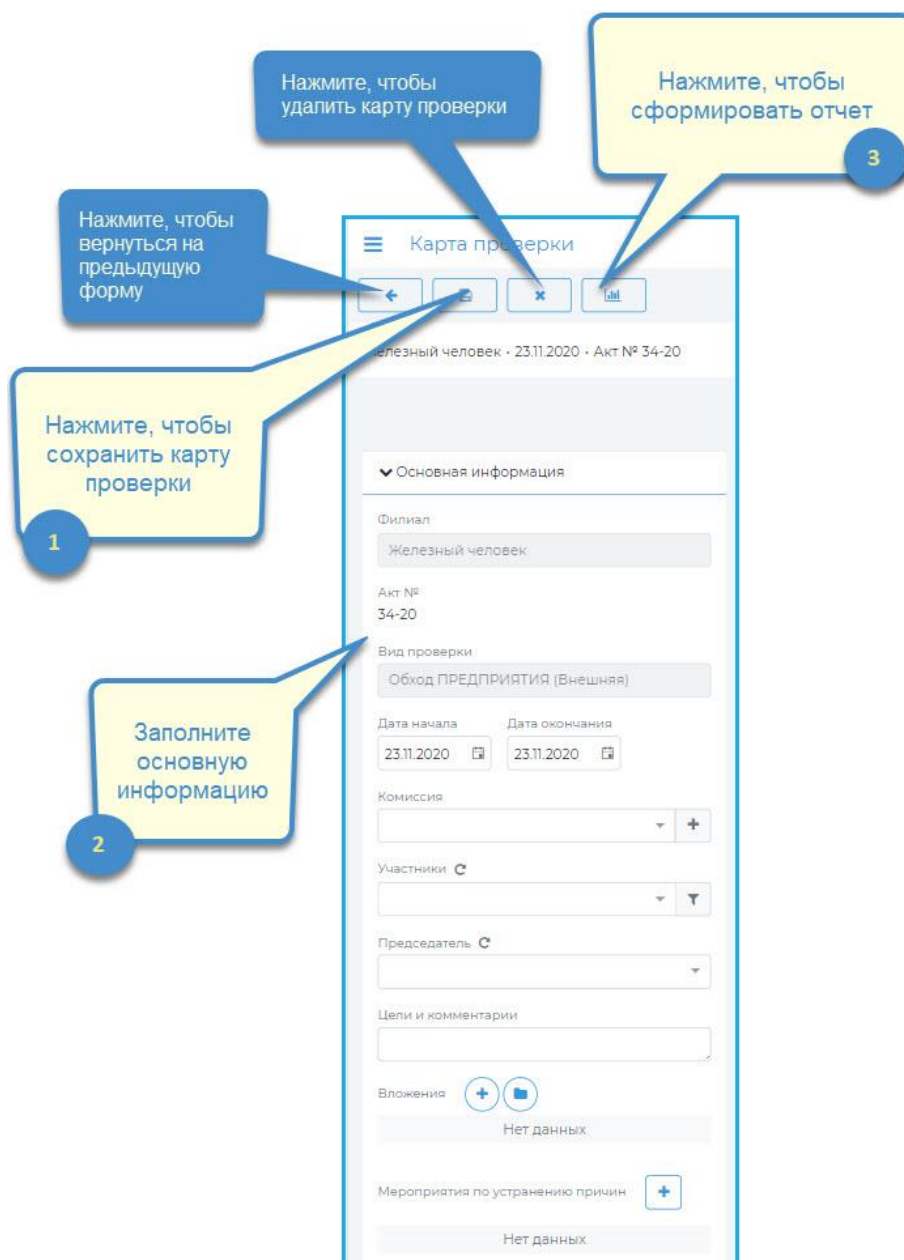 Нажмите, чтобы
сформировать отчет
3
Нажмите, чтобы
удалить карту проверки
Нажмите, чтобы
вернуться на
предыдущую
форму
Карта проверки
человек • 23.11.2020 • Акт № 34-20
Нажмите, чтобы
сохранить карту
проверки
1
Основная информация
Филиал
Железный человек
Акт №
34-20
Вид проверки
Обход ПРЕДПРИЯТИЯ (Внешняя)
Заполните
основную
информацию
2
Дата начала Дата окончания
23.11.2020 23.11.2020
Комиссия
Участники
Председатель
Цели и комментарии
Вложения
Нет данных
Мероприятия по устранению причин
Нет данных